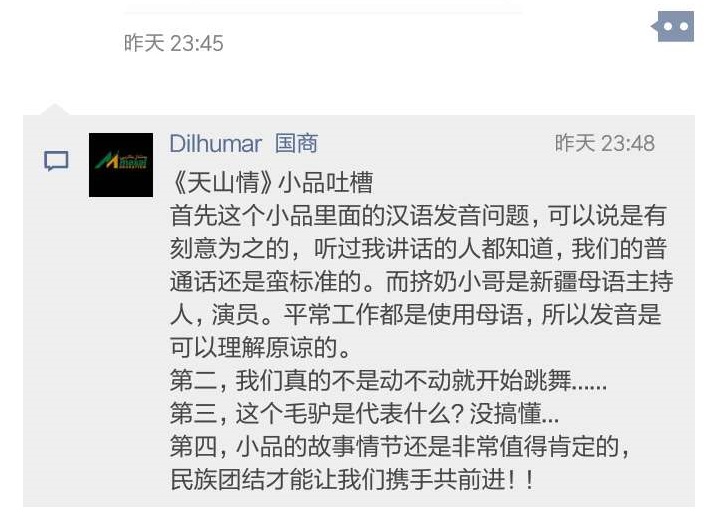 昨天 23:45
Dilhumar 国商
昨天 23:48
《天山情》小品吐槽
首先这个小品里面的汉语发音问题，可以说是有
刻意为之的，听过我讲话的人都知道，我们的普
通话还是蛮标准的。而挤奶小哥是新疆母语主持
人，演员。平常工作都是使用母语，所以发音是
可以理解原谅的。
第二，我们真的不是动不动就开始跳舞......
第三，这个毛驴是代表什么？没搞懂...
第四，小品的故事情节还是非常值得肯定的，
民族团结才能让我们携手共前进！！